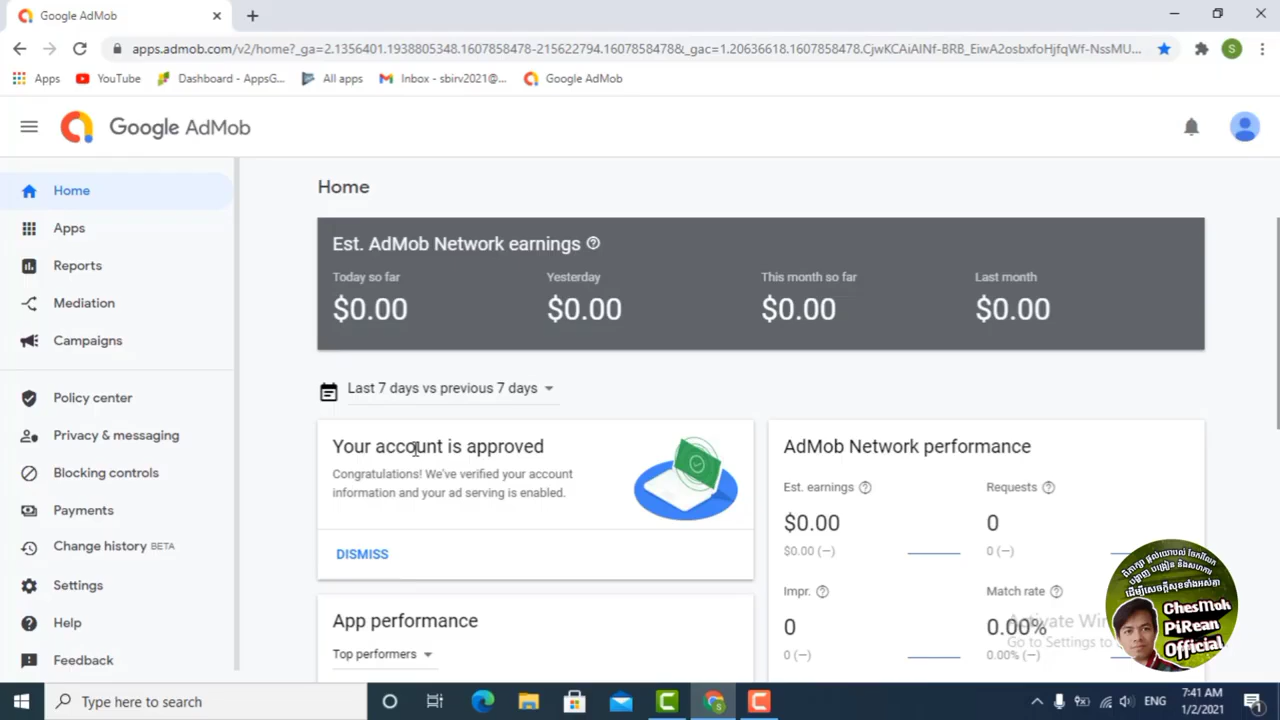 Google AdMob
apps.admob.com/v2/home?_ga=2.1356401.1938805348.1607858478-215622794.1607858478&_gac=1.20636618.1607858478.CjwKCAiAlNf-BRB_EiwA2osbxfoHjfqWf-NssMU...
S
Apps
YouTube
Dashboard - AppsG...
All apps
Inbox - sbirv2021@...
Google AdMob
Google AdMob
Home
Apps
Reports
Mediation
Campaigns
Policy center
Privacy & messaging
Blocking controls
Payments
Change history BETA
Settings
Help
Feedback
Home
Est. AdMob Network earnings
Today so far
$0.00
Yesterday
$0.00
This month so far
$0.00
Last month
$0.00
Last 7 days vs previous 7 days
Your account is approved
Congratulations! We've verified your account
information and your ad serving is enabled.
DISMISS
App performance
Top performers
AdMob Network performance
Est. earnings
$0.00
$0.00 (—)
Requests
0
0 (—)
Impr.
0
0 (—)
Match rate
0.00%
0.00% (—)
Activate Win
Go to Settings to
ChesMok
PiRean
Official
Type here to search
ENG
7:41 AM
1/2/2021
1